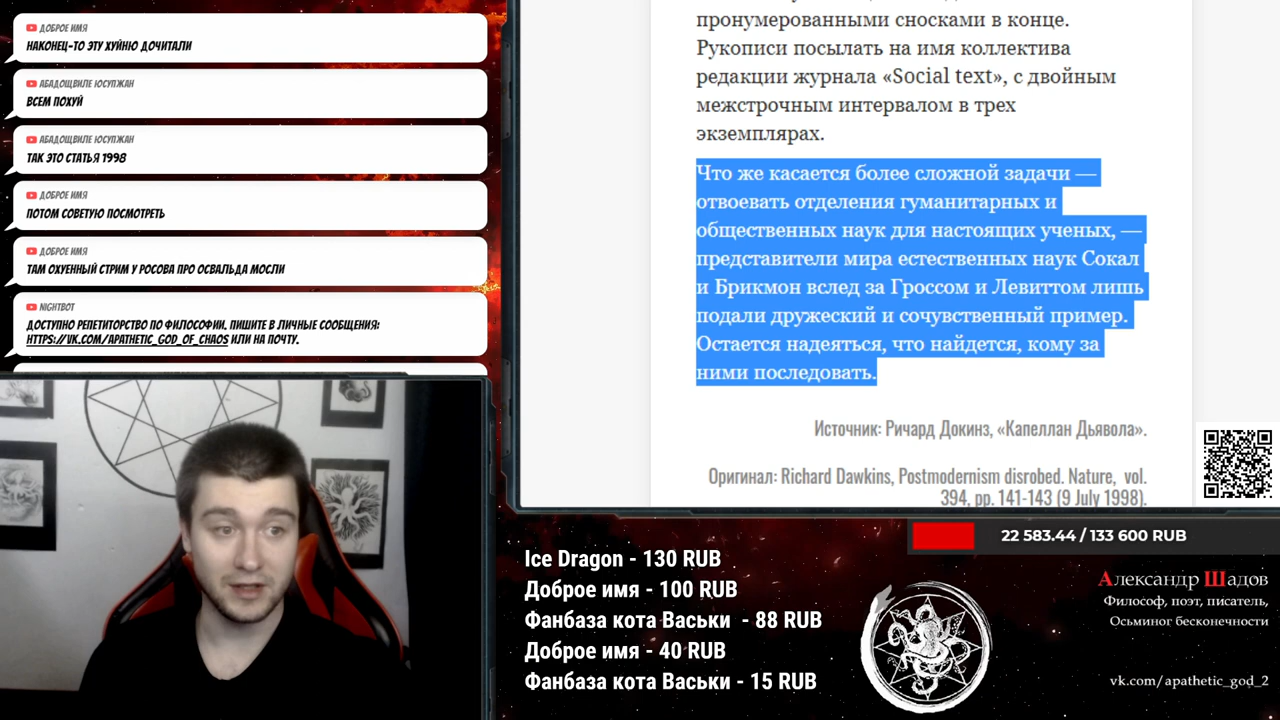 ДОБРОЕ ИМЯ
НАКОНЕЦ-ТО ЭТУ ХУЙНЮ ДОЧИТАЛИ
АБАДОЩВИЛЕ ЮСУПЖАН
ВСЕМ ПОХУЙ
АБАДОЩВИЛЕ ЮСУПЖАН
ТАК ЭТО СТАТЬЯ 1998
ДОБРОЕ ИМЯ
ПОТОМ СОВЕТУЮ ПОСМОТРЕТЬ
ДОБРОЕ ИМЯ
ТАМ ОХУЕННЫЙ СТРИМ У РОСОВА ПРО ОСВАЛЬДА МОСЛИ
NIGHTBOT
ДОСТУПНО РЕПЕТИТОРСТВО ПО ФИЛОСОФИИ. ПИШИТЕ В ЛИЧНЫЕ СООБЩЕНИЯ:
HTTPS://VK.COM/APATHETIC_GOD_OF_CHAOS ИЛИ НА ПОЧТУ.
пронумерованными сносками в конце.
Рукописи посылать на имя коллектива
редакции журнала «Social text», с двойным
межстрочным интервалом в трех
экземплярах.
Что же касается более сложной задачи —
отвоевать отделения гуманитарных и
общественных наук для настоящих ученых, —
представители мира естественных наук Сокал
и Брикмон вслед за Гроссом и Левиттом лишь
подали дружеский и сочувственный пример.
Остается надеяться, что найдется, кому за
ними последовать.
Источник: Ричард Докинз, «Капеллан Дьявола».
Оригинал: Richard Dawkins, Postmodernism disrobed. Nature, vol.
394, pp. 141-143 (9 July 1998).
22 583.44 / 133 600 RUB
Ice Dragon - 130 RUB
Доброе имя - 100 RUB
Фанбаза кота Васьки - 88 RUB
Доброе имя - 40 RUB
Фанбаза кота Васьки - 15 RUB
Александр Шадов
Философ, поэт, писатель,
Осьминог бесконечности
vk.com/apathetic_god_2